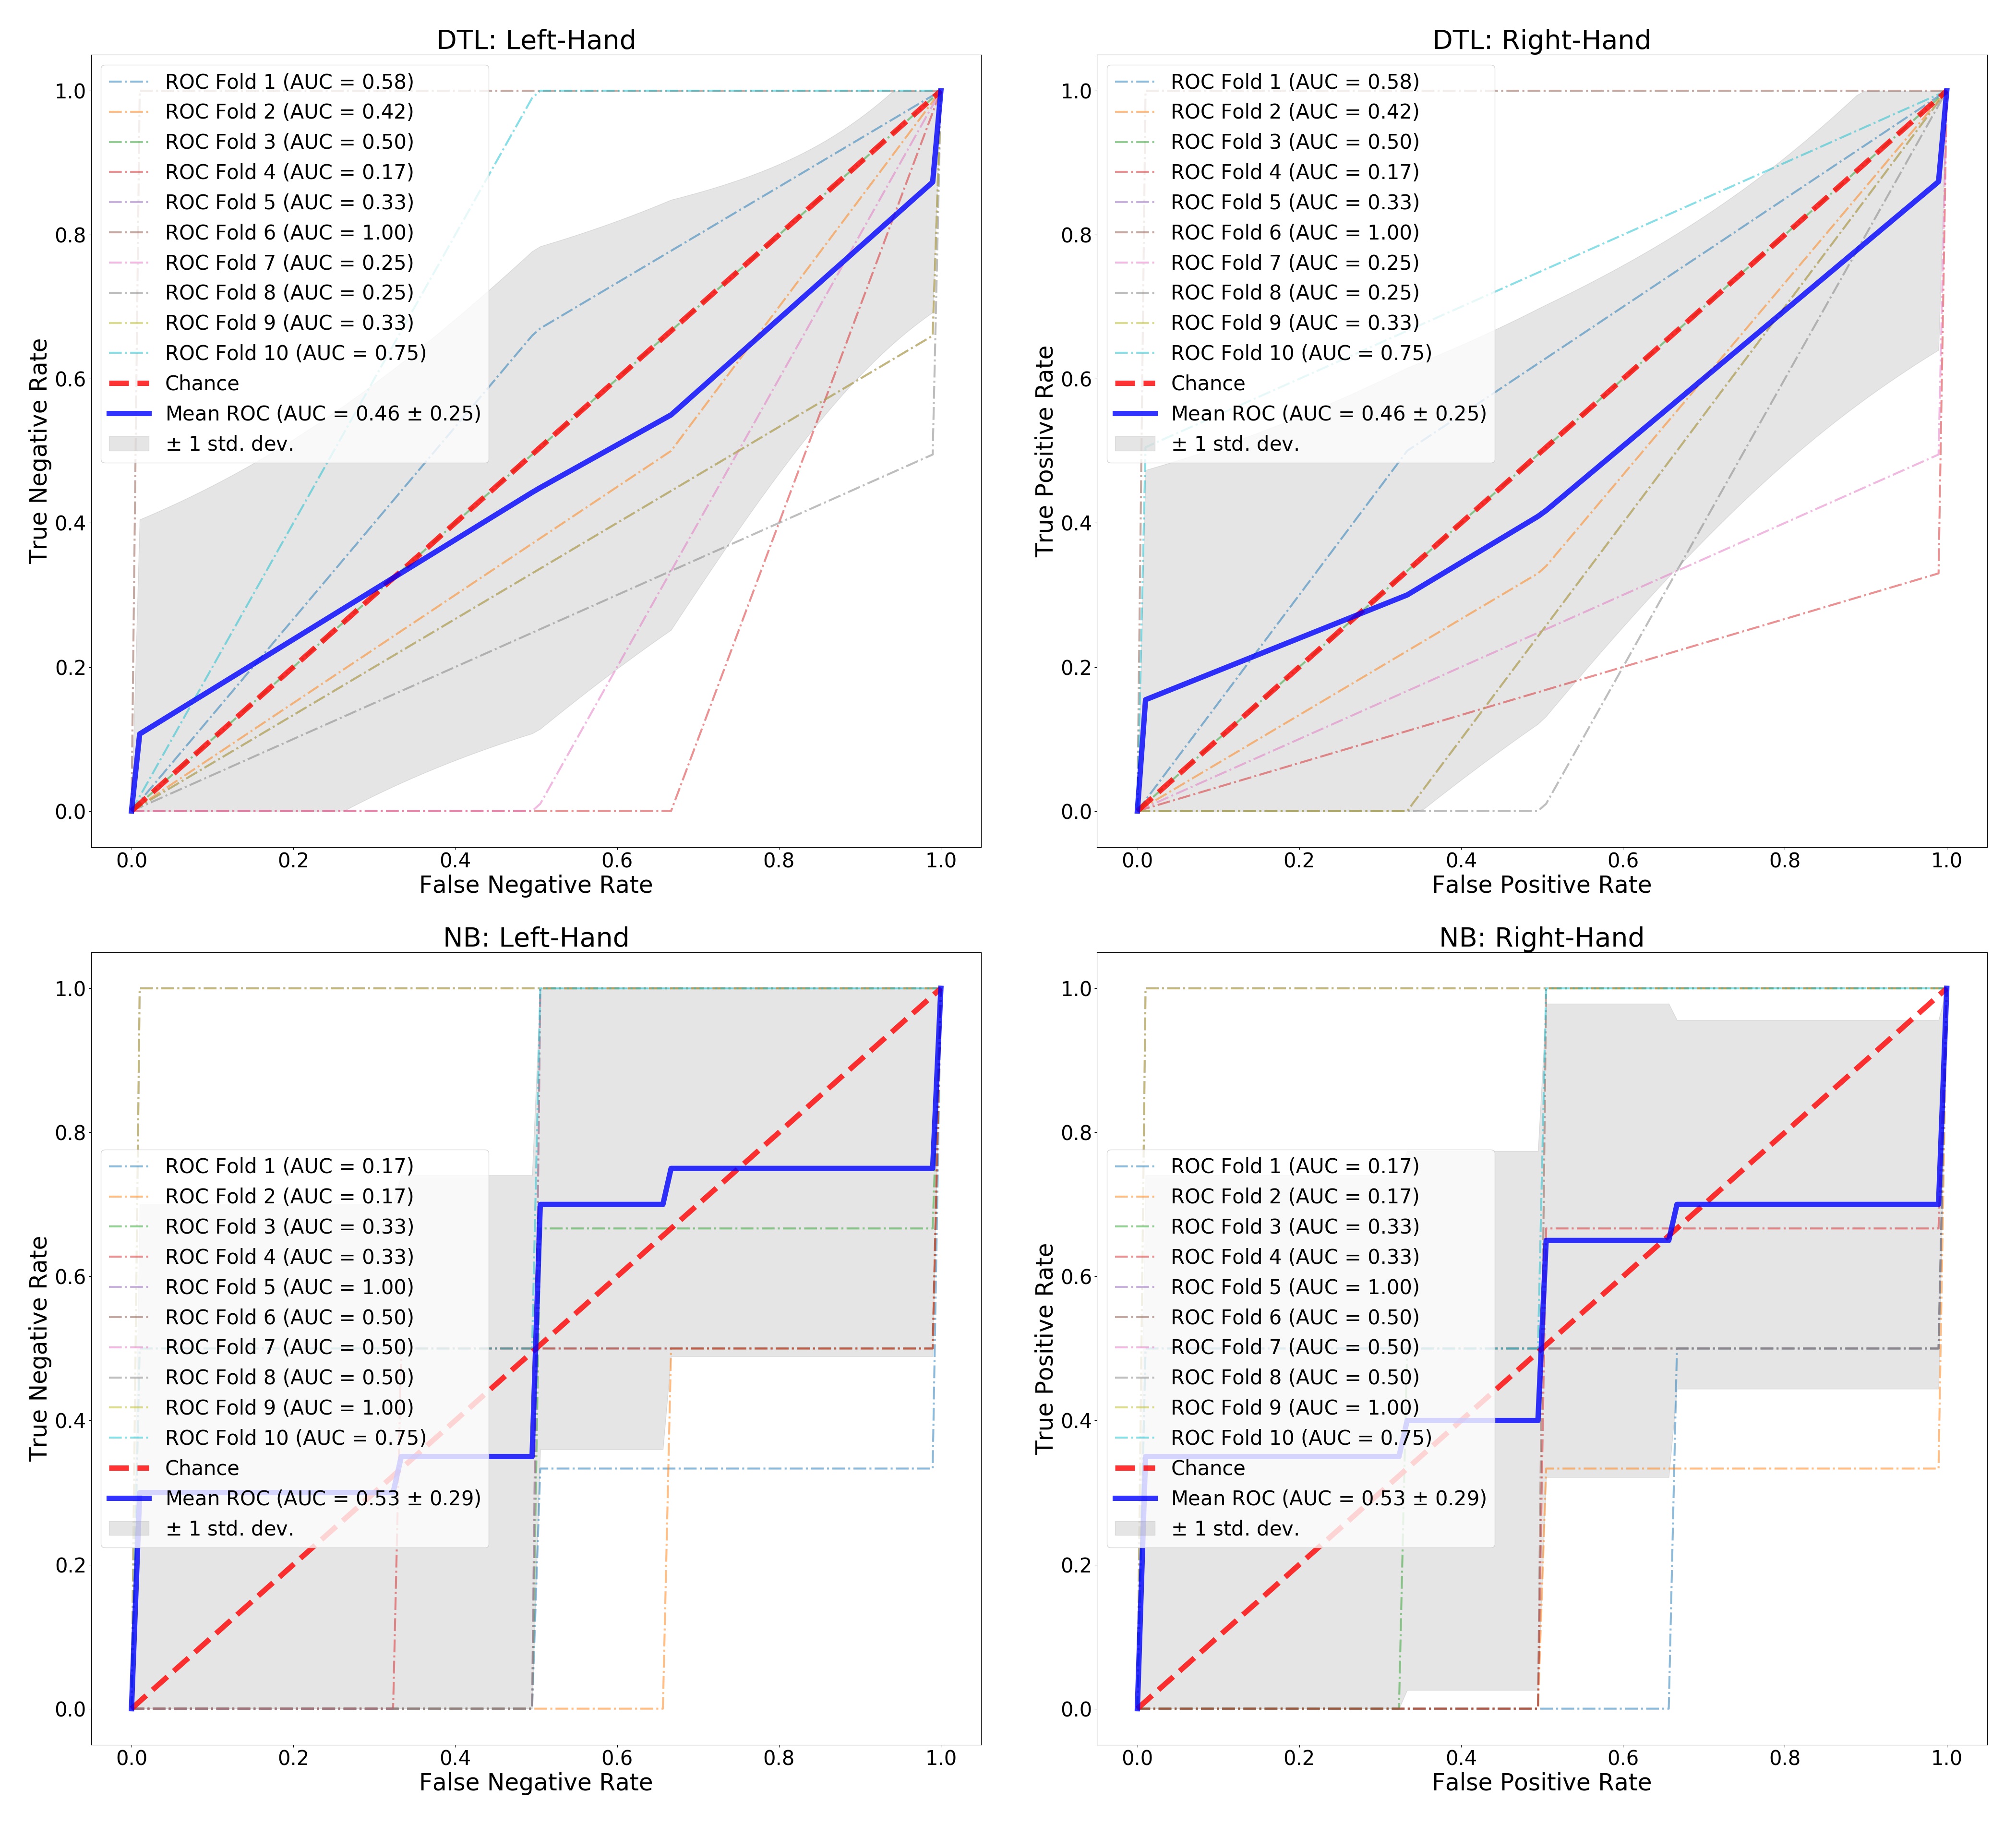 DTL: Left-Hand
ROC Fold 1 (AUC = 0.58)
ROC Fold 2 (AUC = 0.42)
ROC Fold 3 (AUC = 0.50)
ROC Fold 4 (AUC = 0.17)
ROC Fold 5 (AUC = 0.33)
ROC Fold 6 (AUC = 1.00)
ROC Fold 7 (AUC = 0.25)
ROC Fold 8 (AUC = 0.25)
ROC Fold 9 (AUC = 0.33)
ROC Fold 10 (AUC = 0.75)
Chance
Mean ROC (AUC = 0.46 ± 0.25)
± 1 std. dev.
True Negative Rate
1.0
0.8
0.6
0.4
0.2
0.0
0.0 0.2 0.4 0.6 0.8 1.0
False Negative Rate
DTL: Right-Hand
ROC Fold 1 (AUC = 0.58)
ROC Fold 2 (AUC = 0.42)
ROC Fold 3 (AUC = 0.50)
ROC Fold 4 (AUC = 0.17)
ROC Fold 5 (AUC = 0.33)
ROC Fold 6 (AUC = 1.00)
ROC Fold 7 (AUC = 0.25)
ROC Fold 8 (AUC = 0.25)
ROC Fold 9 (AUC = 0.33)
ROC Fold 10 (AUC = 0.75)
Chance
Mean ROC (AUC = 0.46 ± 0.25)
± 1 std. dev.
True Positive Rate
1.0
0.8
0.6
0.4
0.2
0.0
0.0 0.2 0.4 0.6 0.8 1.0
False Positive Rate
NB: Left-Hand
ROC Fold 1 (AUC = 0.17)
ROC Fold 2 (AUC = 0.17)
ROC Fold 3 (AUC = 0.33)
ROC Fold 4 (AUC = 0.33)
ROC Fold 5 (AUC = 1.00)
ROC Fold 6 (AUC = 0.50)
ROC Fold 7 (AUC = 0.50)
ROC Fold 8 (AUC = 0.50)
ROC Fold 9 (AUC = 1.00)
ROC Fold 10 (AUC = 0.75)
Chance
Mean ROC (AUC = 0.53 ± 0.29)
± 1 std. dev.
True Negative Rate
1.0
0.8
0.6
0.4
0.2
0.0
0.0 0.2 0.4 0.6 0.8 1.0
False Negative Rate
NB: Right-Hand
ROC Fold 1 (AUC = 0.17)
ROC Fold 2 (AUC = 0.17)
ROC Fold 3 (AUC = 0.33)
ROC Fold 4 (AUC = 0.33)
ROC Fold 5 (AUC = 1.00)
ROC Fold 6 (AUC = 0.50)
ROC Fold 7 (AUC = 0.50)
ROC Fold 8 (AUC = 0.50)
ROC Fold 9 (AUC = 1.00)
ROC Fold 10 (AUC = 0.75)
Chance
Mean ROC (AUC = 0.53 ± 0.29)
± 1 std. dev.
True Positive Rate
1.0
0.8
0.6
0.4
0.2
0.0
0.0 0.2 0.4 0.6 0.8 1.0
False Positive Rate